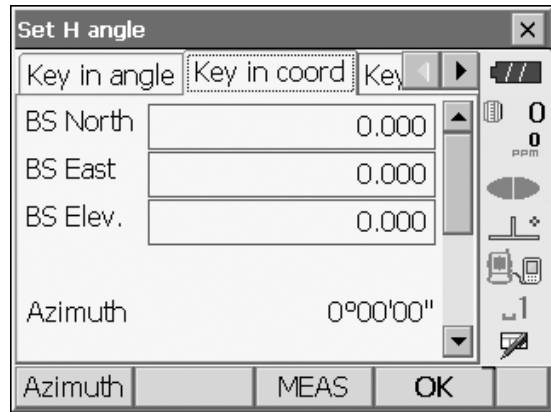 Set H angle
Key in angle Key in coord Key
BS North 0.000
0
BS East 0.000
0
PPM
BS Elev. 0.000
Azimuth 0°00'00"
1
Azimuth MEAS OK